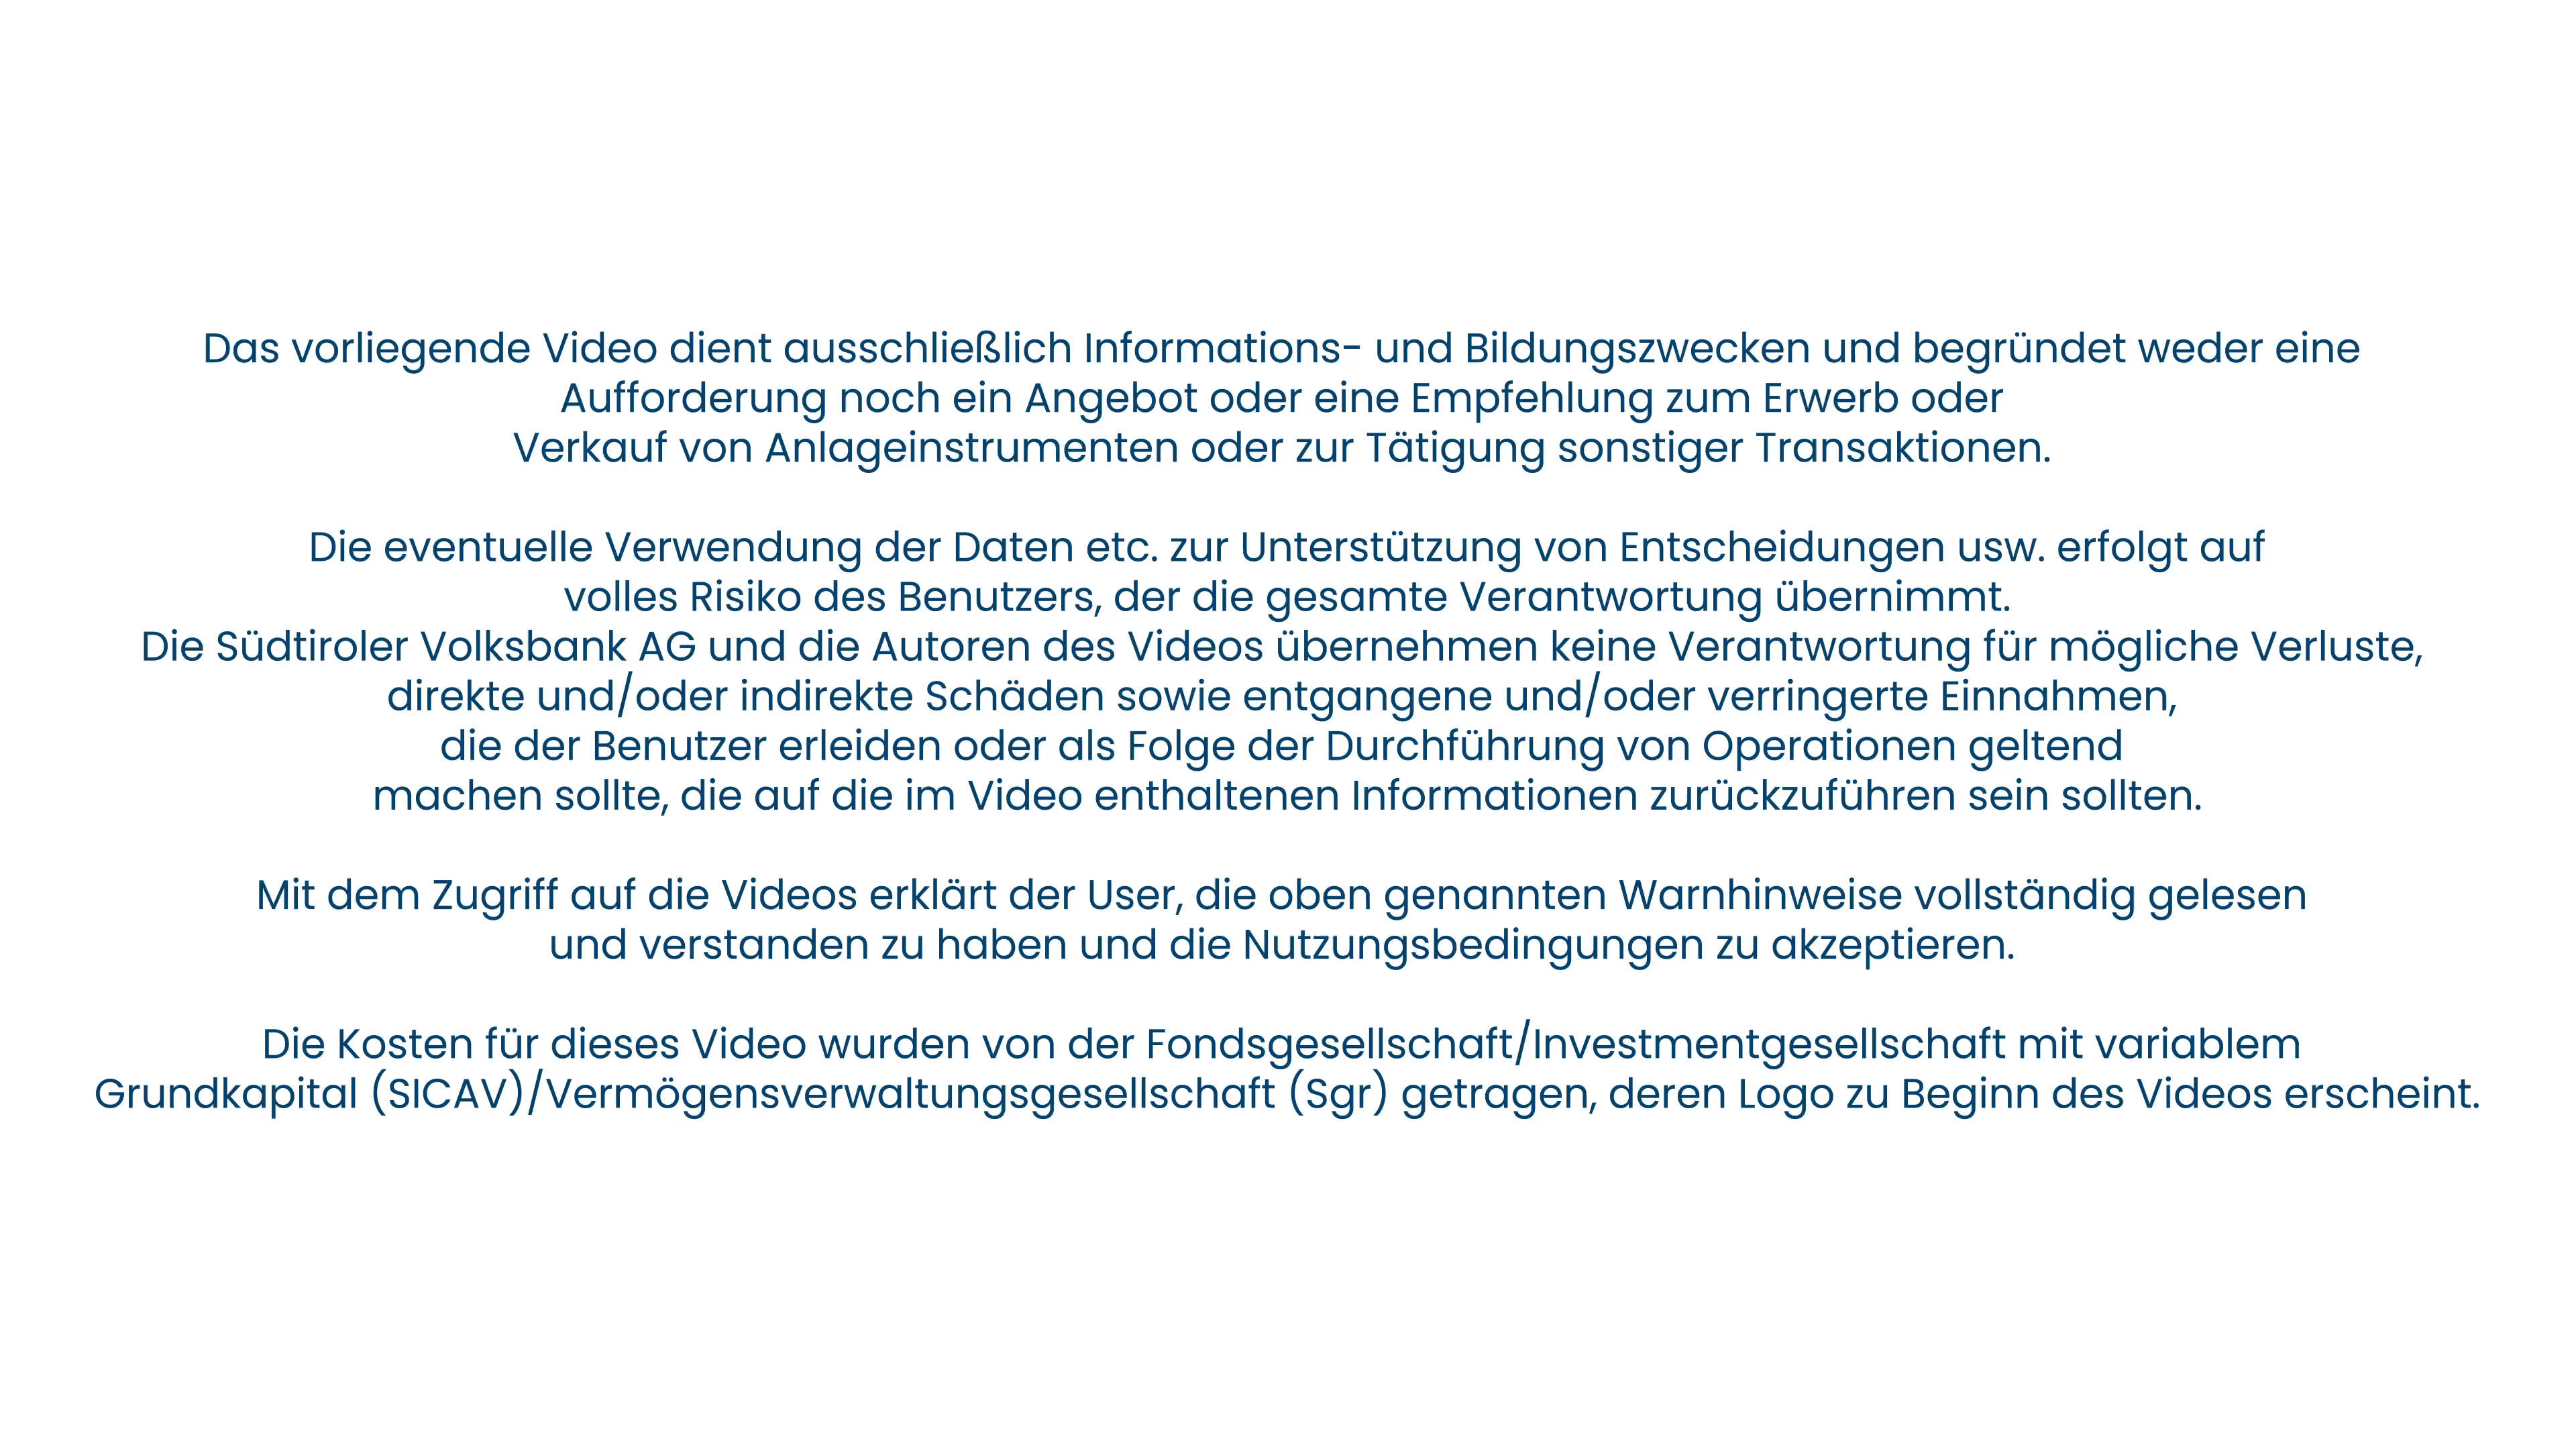 Das vorliegende Video dient ausschließlich Informations- und Bildungszwecken und begründet weder eine
Aufforderung noch ein Angebot oder eine Empfehlung zum Erwerb oder
Verkauf von Anlageinstrumenten oder zur Tätigung sonstiger Transaktionen.
Die eventuelle Verwendung der Daten etc. zur Unterstützung von Entscheidungen usw. erfolgt auf
volles Risiko des Benutzers, der die gesamte Verantwortung übernimmt.
Die Südtiroler Volksbank AG und die Autoren des Videos übernehmen keine Verantwortung für mögliche Verluste,
direkte und/oder indirekte Schäden sowie entgangene und/oder verringerte Einnahmen,
die der Benutzer erleiden oder als Folge der Durchführung von Operationen geltend
machen sollte, die auf die im Video enthaltenen Informationen zurückzuführen sein sollten.
Mit dem Zugriff auf die Videos erklärt der User, die oben genannten Warnhinweise vollständig gelesen
und verstanden zu haben und die Nutzungsbedingungen zu akzeptieren.
Die Kosten für dieses Video wurden von der Fondsgesellschaft/Investmentgesellschaft mit variablem
Grundkapital (SICAV)/Vermögensverwaltungsgesellschaft (Sgr) getragen, deren Logo zu Beginn des Videos erscheint.